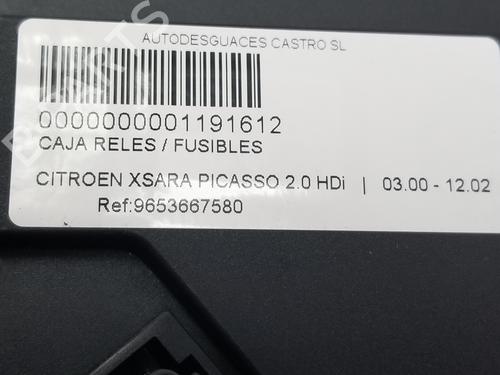 AUTODESGUACES CASTRO SL
0000000001191612
CAJA RELES / FUSIBLES
CITROEN XSARA PICASSO 2.0 HDi | 03.00 - 12.02
Ref:9653667580